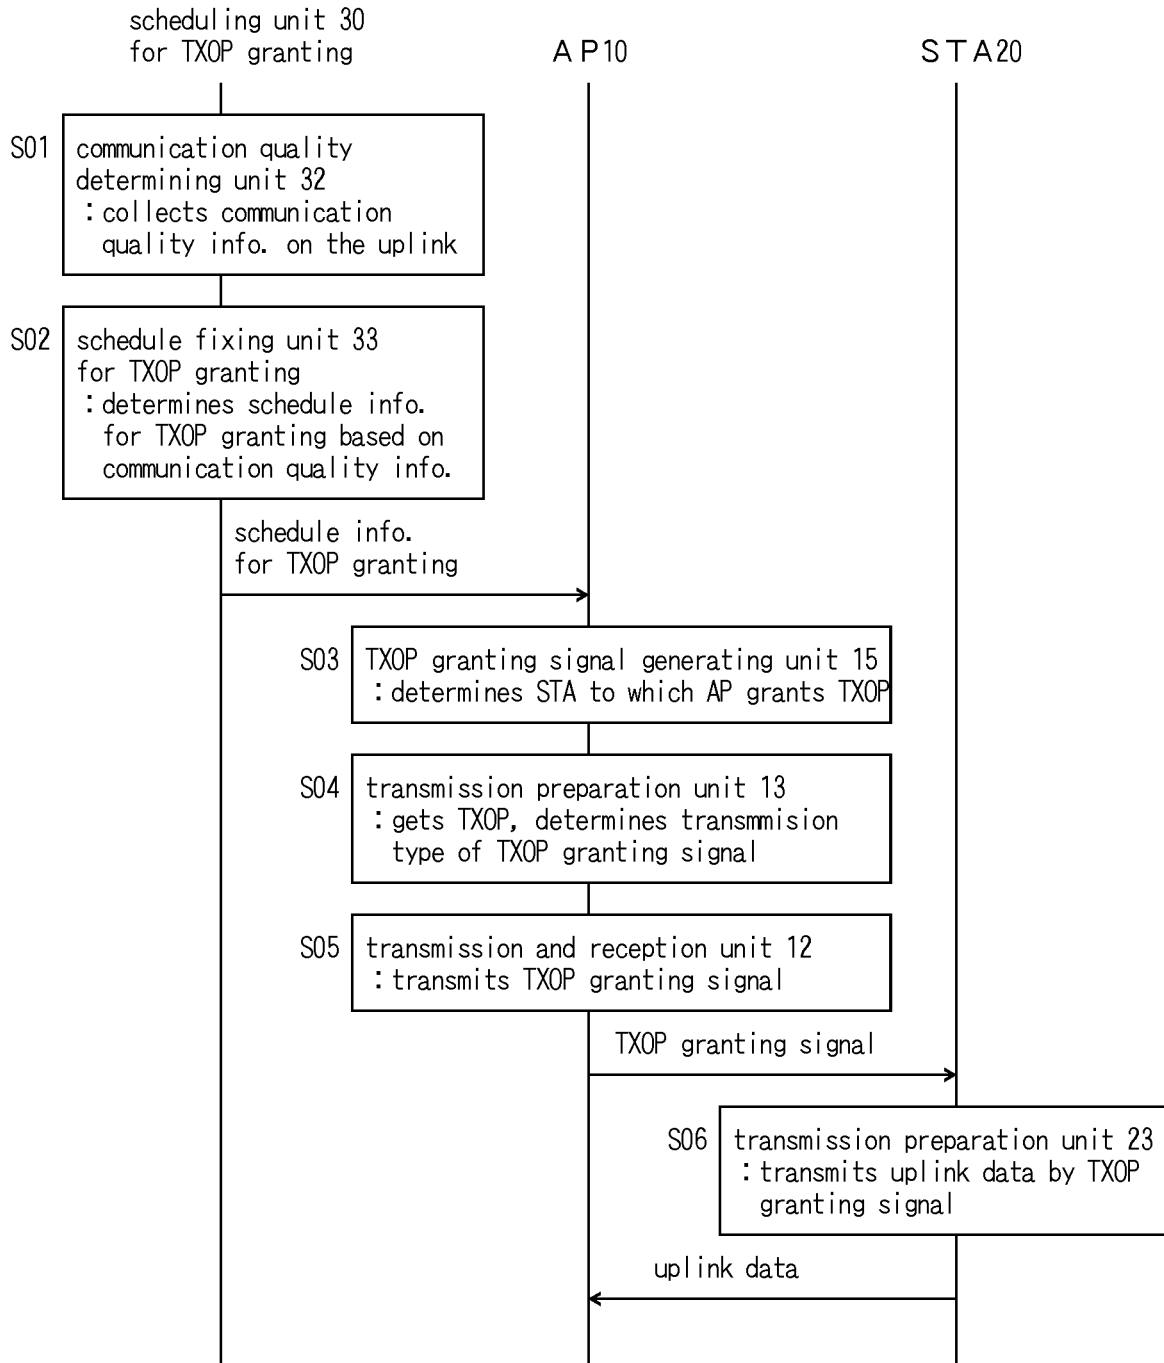 scheduling unit 30
for TXOP granting
AP10
STA20
S01
communication quality
determining unit 32
:collects communication
quality info. on the uplink
S02
schedule fixing unit 33
for TXOP granting
:determines schedule info.
for TXOP granting based on
communication quality info.
schedule info.
for TXOP granting
S03
TXOP granting signal generating unit 15
:determines STA to which AP grants TXOP
S04
transmission preparation unit 13
:gets TXOP, determines transmmision
type of TXOP granting signal
S05
transmission and reception unit 12
:transmits TXOP granting signal
TXOP granting signal
S06
transmission preparation unit 23
:transmits uplink data by TXOP
granting signal
uplink data